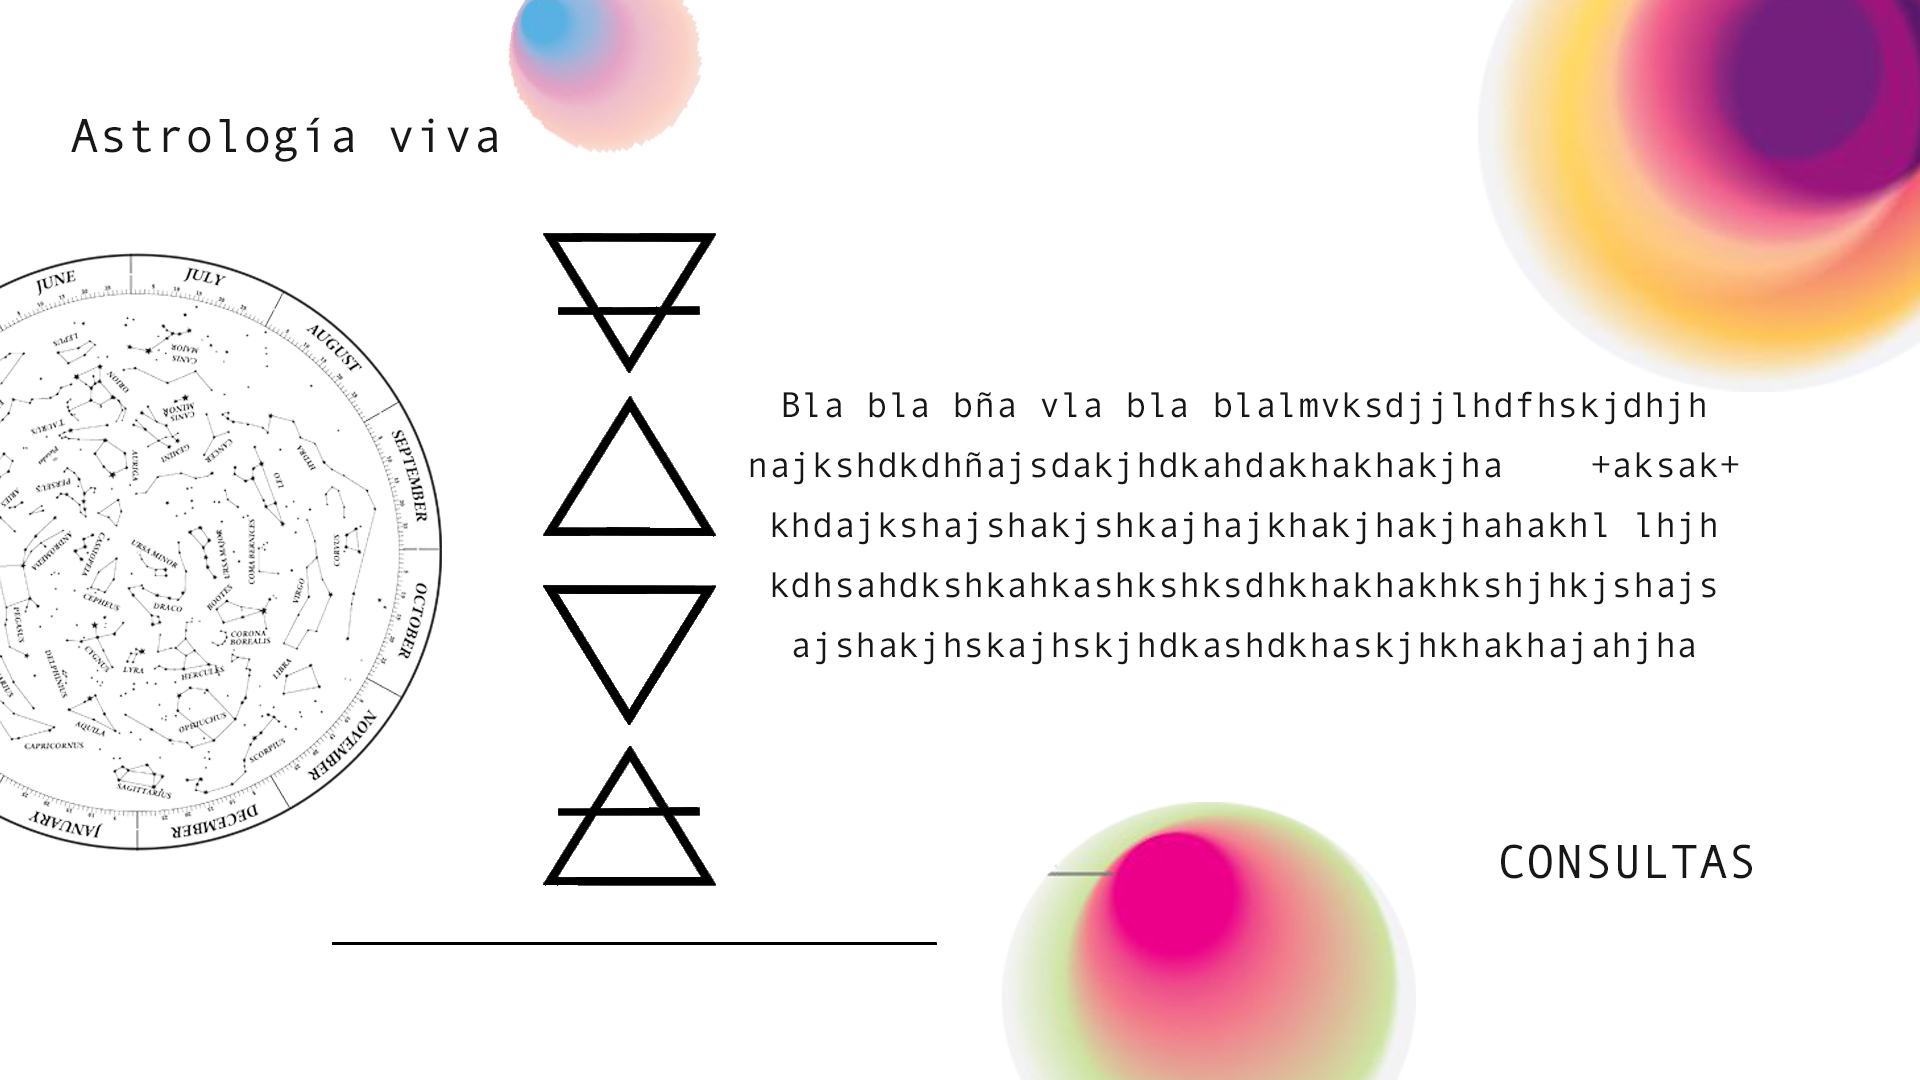 Astrología viva
JUNE
JULY
AUGUST
SEPTEMBER
OCTOBER
NOVEMBER
DECEMBER
JANUARY
LEPUS
CANIS
MAJOR
ORION
CANIS
MINOR
TAURUS
GEMINI
CANCER
HYDRA
AURIGA
LEO
PERSEUS
ANDROMEDA
CASSIOPEIA
URSA MINOR
URSA MAJOR
COMA BERNICES
CORVUS
CEPHEUS
DRACO
BOOTES
VIRGO
PEGASUS
CORONA
BOREALIS
CYGNUS
LYRA
HERCULES
LIBRA
DELPHINIUS
AQUILA
OPHIUCHUS
CAPRICORNUS
SCORPIUS
SAGITTARIUS
Bla bla bña vla bla blalmvksdjjlhdfhskjdhjh
najkshdkdhñajsdakjhdkahdakhakhakjha    +aksak+
khdajkshajshakjshkajhajkhakjhakjhahakhl lhjh
kdhsahdkshkahkashkshksdhkhakhakhkshjhkjshajs
ajshakjhskajhskjhdkashdkhaskjhkhakhajahjha
CONSULTAS